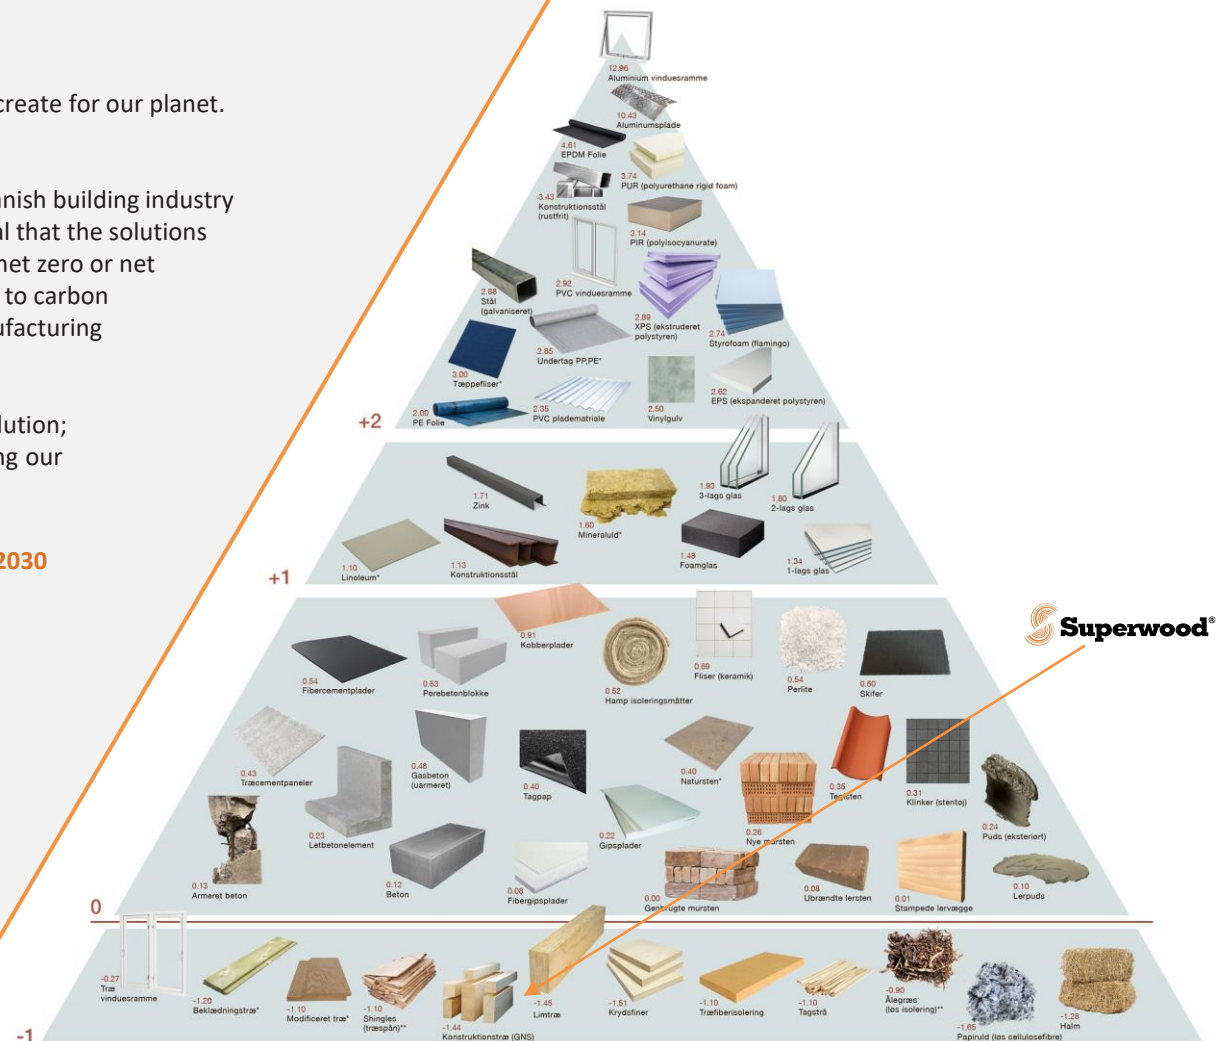 create for our planet.
nish building industry
al that the solutions
net zero or net
to carbon
ufacturing
lution;
ng our
2030
12.96
Aluminium vinduesramme
10.43
Aluminumsplade
4.61
EPDM Folie
3.74
PUR (polyurethane rigid foam)
3.43
Konstruktionsstål
(rustfrit)
3.14
PIR (polyisocyanurate)
2.92
PVC vinduesramme
2.88
Stål
(galvaniseret)
2.89
XPS (ekstruderet
polystyren)
2.74
Styrofoam (flamingo)
2.85
Undertag PP,PE*
3.00
Tæppefliser*
2.62
EPS (ekspanderet polystyren)
2.00
PE Folie
2.35
PVC plademateriale
2.50
Vinylgulv
+2
1.93
3-lags glas
1.80
2-lags glas
1.71
Zink
1.60
Mineraluld*
1.48
Foamglas
1.34
1-lags glas
1.10
Linoleum*
1.13
Konstruktionsstål
+1
Superwood®
0.91
Kobberplader
0.54
Fibercementplader
0.53
Porebetonblokke
0.52
Hamp isoleringsmåtter
0.69
Fliser (keramik)
0.54
Perlite
0.50
Skifer
0.43
Træcementpaneler
0.48
Gasbeton
(uarmeret)
0.40
Tagpap
0.40
Natursten*
0.35
Teglsten
0.31
Klinker (stentøj)
0.24
Puds (eksteriørt)
0.23
Letbetonelement
0.22
Gipsplader
0.26
Nye mursten
0.13
Armeret beton
0.12
Beton
0.08
Fibergipsplader
0.00
Genbrugte mursten
0.08
Ubrændte lersten
0.01
Stampede lervægge
0.10
Lerpuds
0
-0.27
Træ
vinduesramme
-1.20
Beklædningstræ*
-1.10
Modificeret træ*
-1.10
Shingles
(træspån)**
-1.44
Konstruktionstræ (GNS)
-1.45
Limtræ
-1.51
Krydsfiner
-1.10
Træfiberisolering
-1.10
Tagstrå
-0.90
Ålegræs
(løs isolering)**
-1.65
Papiruld (løs cellulosefibre)
-1.28
Halm
-1